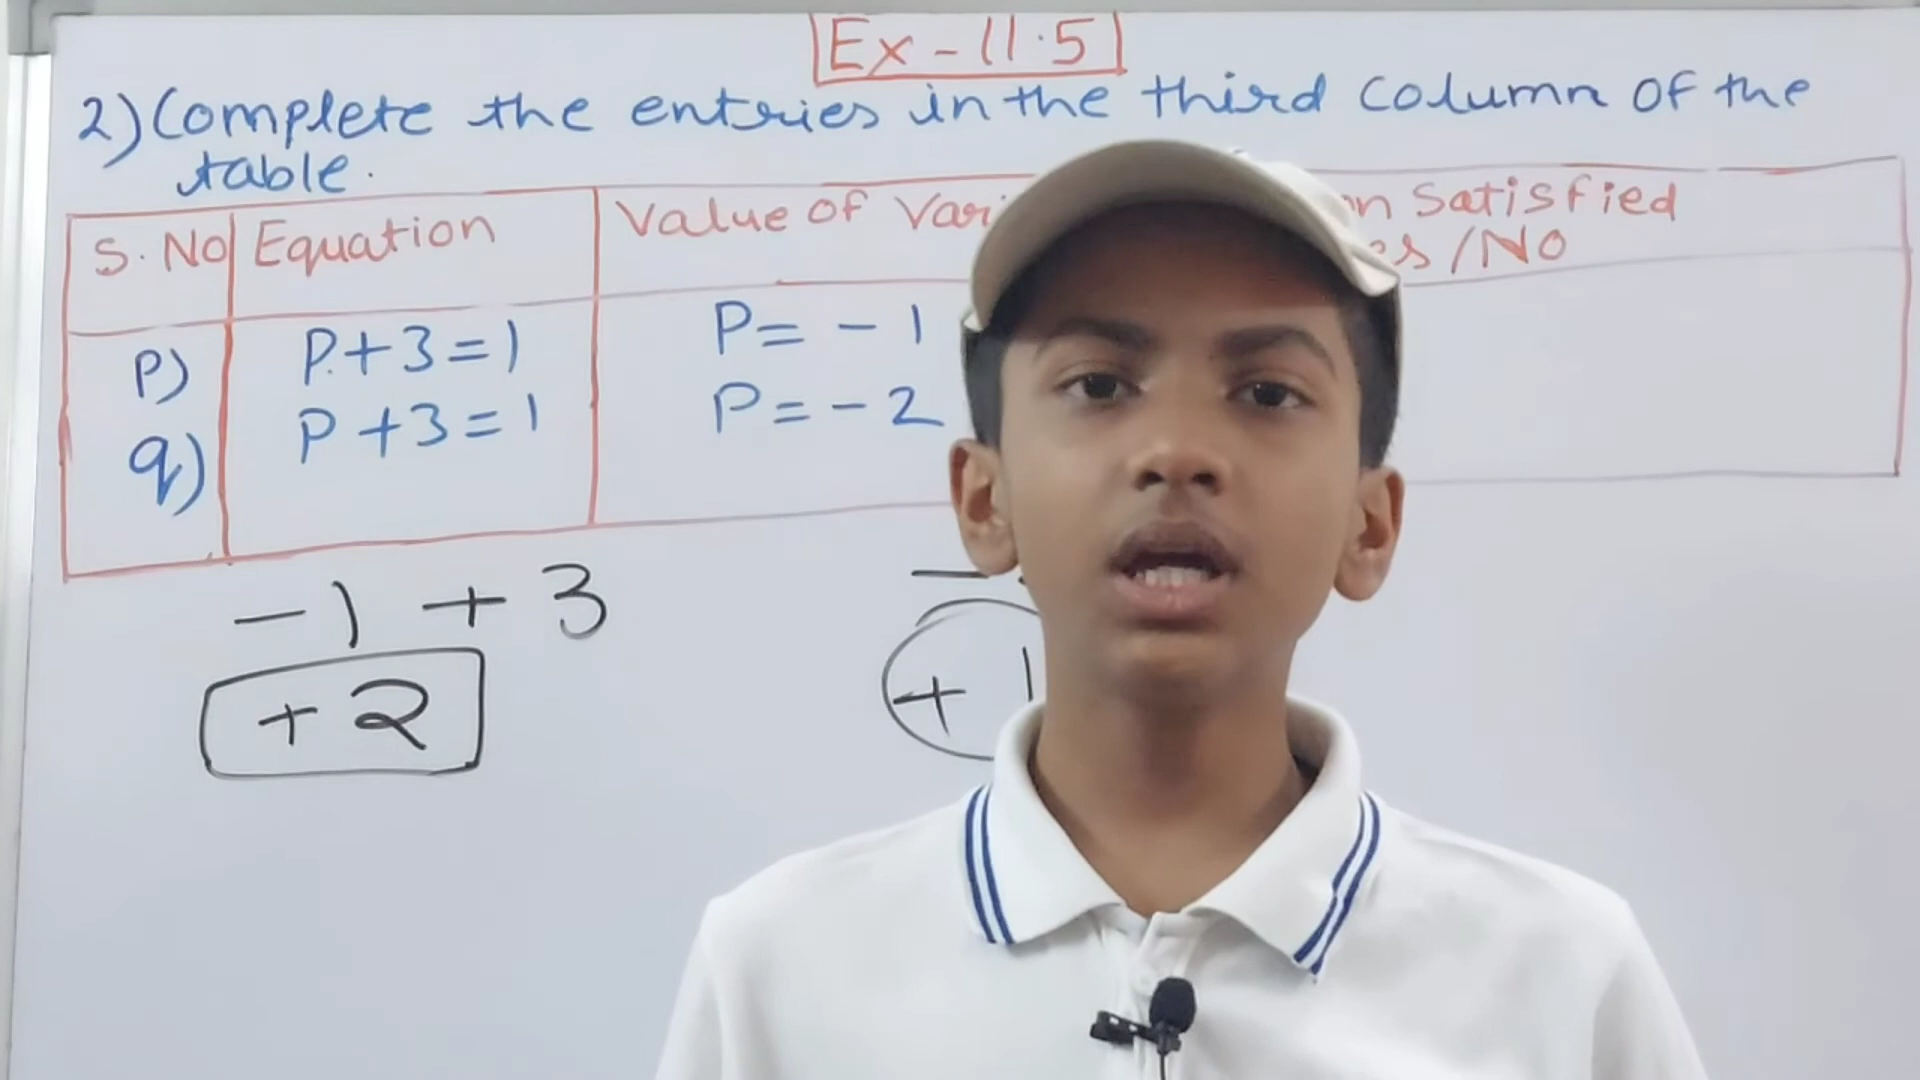 Ex-11.5
2) Complete the entries in the third column of the
table.
S. No Equation Value of Satisfied
/No
P) P+3=1 P= -1
q) P+3=1 P= -2
-1 + 3
+2
+1